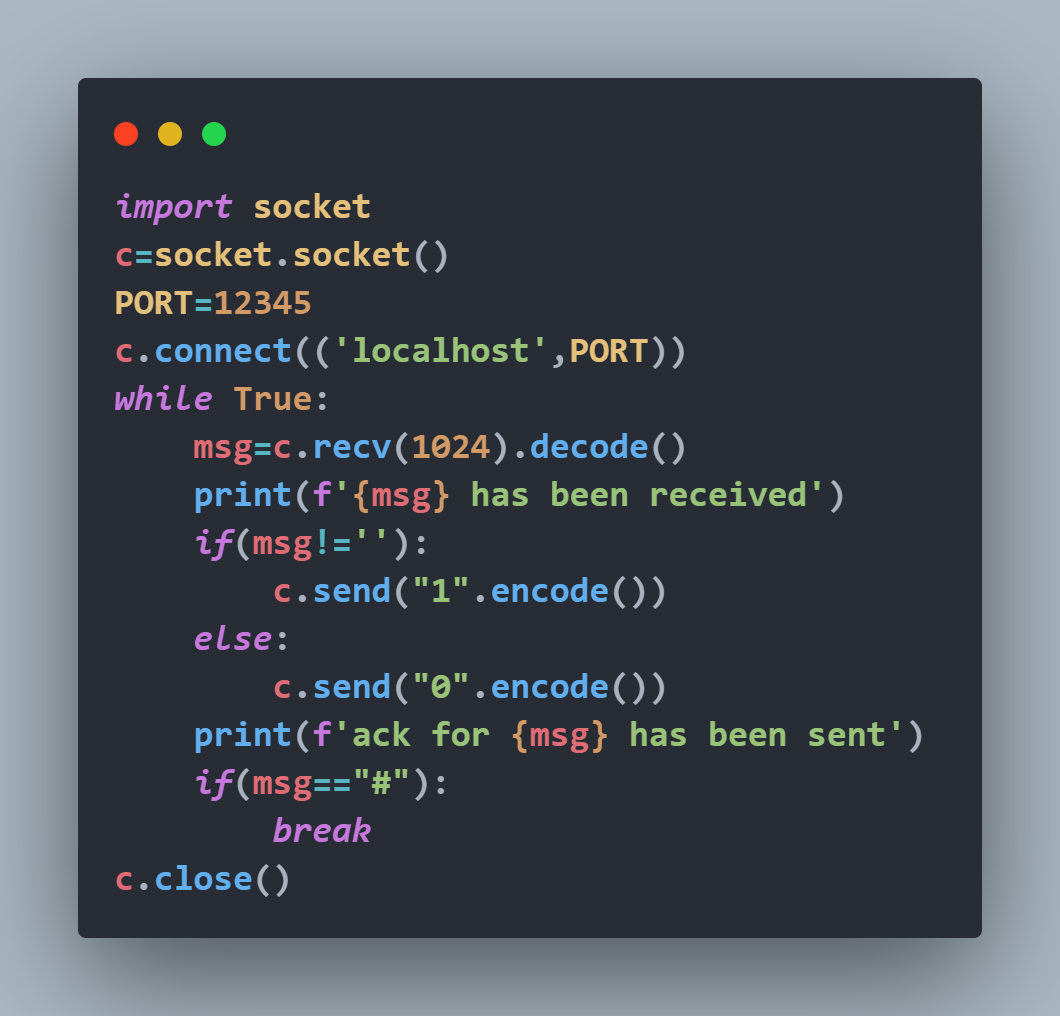 import socket
c=socket.socket()
PORT=12345
c.connect(('localhost',PORT))
while True:
    msg=c.recv(1024).decode()
    print(f'{msg} has been received')
    if(msg!=''):
        c.send("1".encode())
    else:
        c.send("0".encode())
    print(f'ack for {msg} has been sent')
    if(msg=="#"):
        break
c.close()